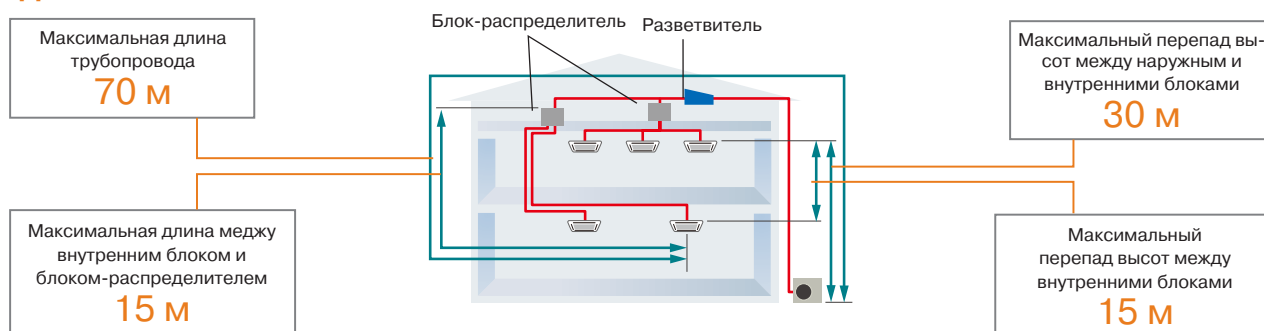 Блок-распределитель
Разветвитель
Максимальная длина
трубопровода
70 м
Максимальная длина меджу
внутренним блоком и
блоком-распределителем
15 м
Максимальный перепад вы-
сот между наружным и
внутренними блоками
30 м
Максимальный
перепад высот между
внутренними блоками
15 м